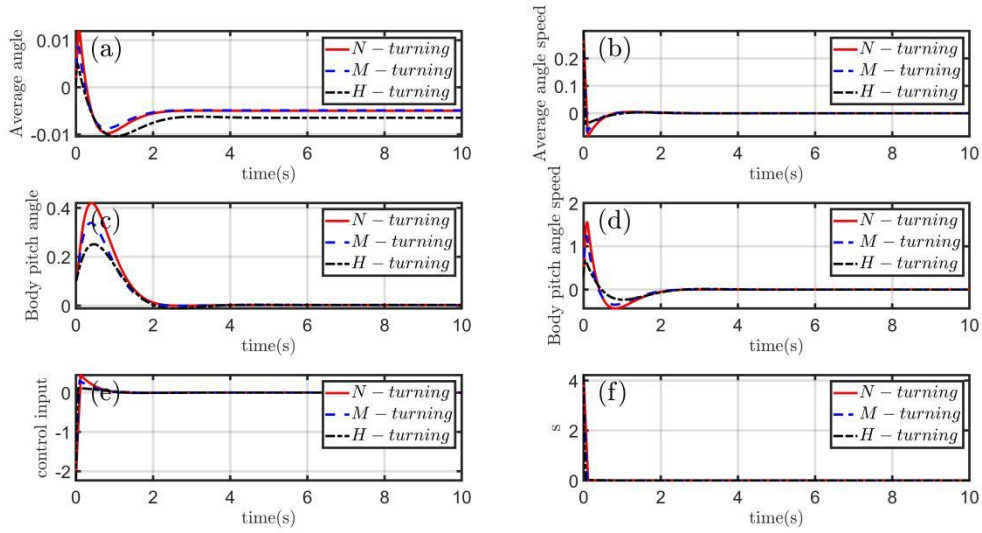 Average angle
0.01
0
-0.01
(a)
N − turning
M − turning
H − turning
0 2 4 6 8 10
time(s)
Average angle speed
0.2
0.1
0
(b)
N − turning
M − turning
H − turning
0 2 4 6 8 10
time(s)
Body pitch angle
0.4
0.2
0
(c)
N − turning
M − turning
H − turning
0 2 4 6 8 10
time(s)
Body pitch angle speed
2
1
0
(d)
N − turning
M − turning
H − turning
0 2 4 6 8 10
time(s)
control input
0
-1
-2
(e)
N − turning
M − turning
H − turning
0 2 4 6 8 10
time(s)
s
4
2
0
(f)
N − turning
M − turning
H − turning
0 2 4 6 8 10
time(s)